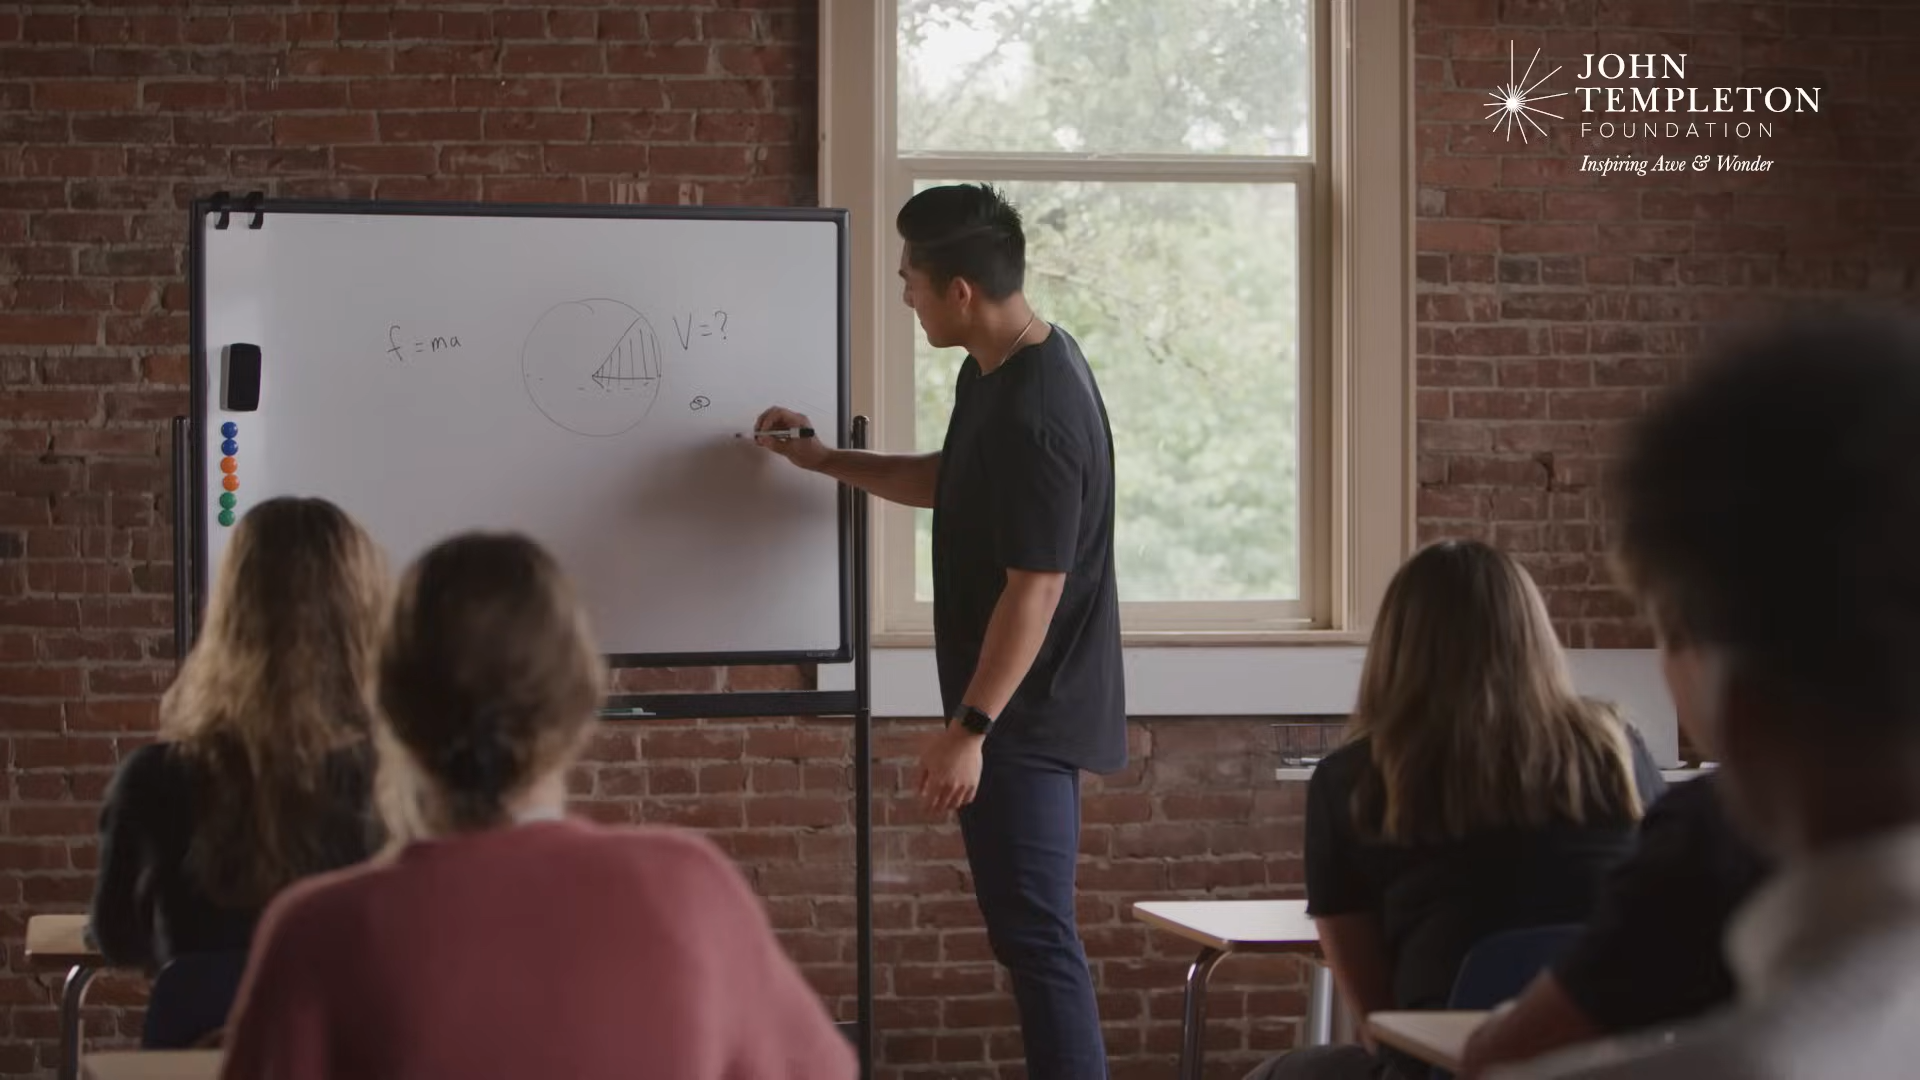 JOHN
TEMPLETON
FOUNDATION
Inspiring Awe & Wonder
f = ma
V = ?